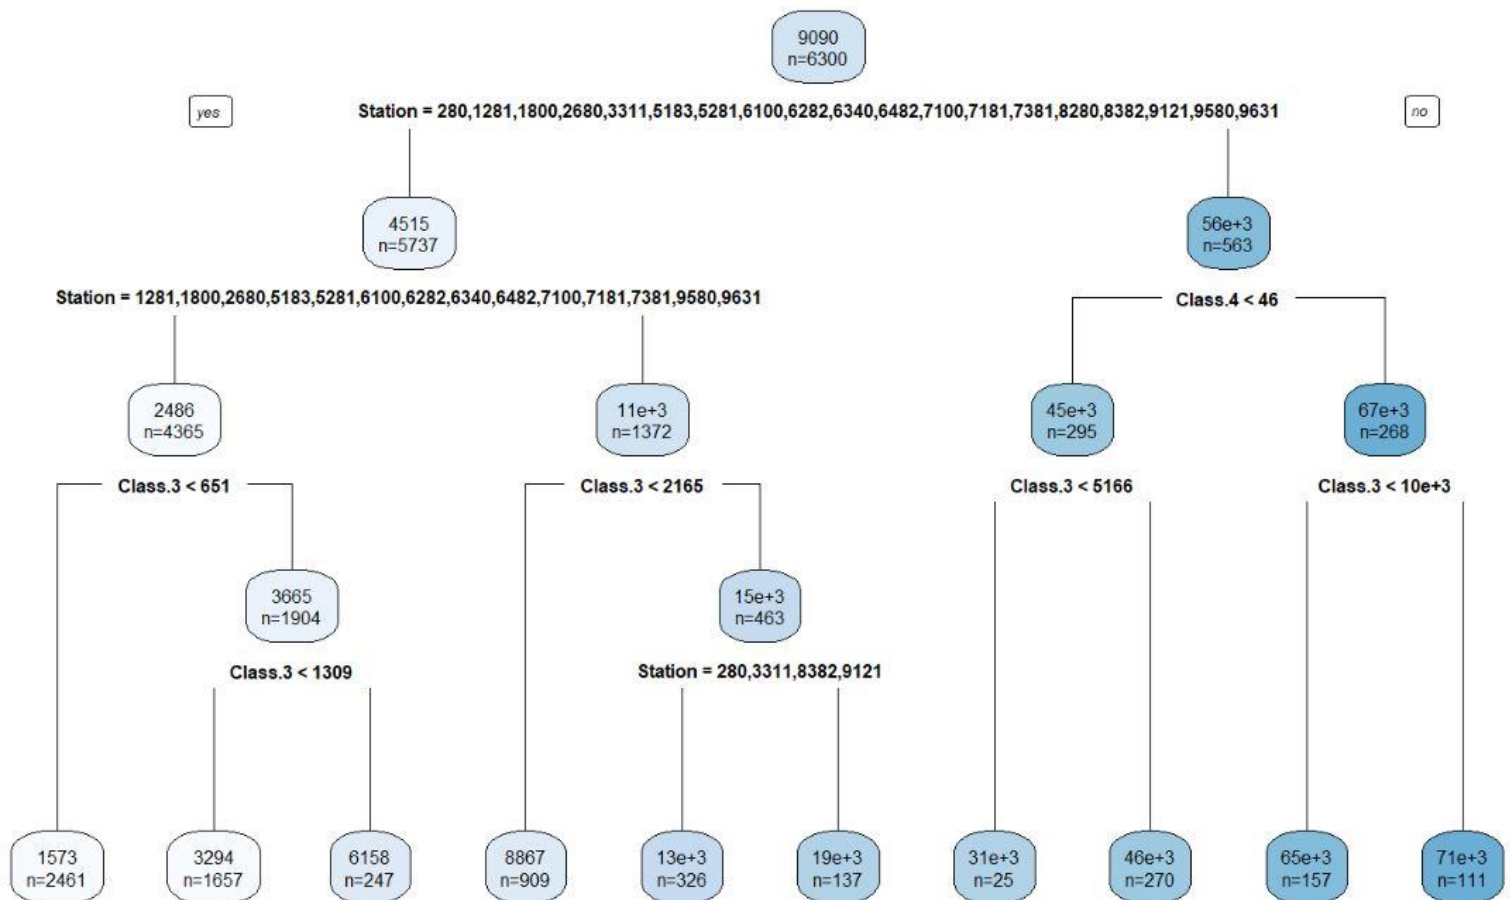 9090
n=6300
yes
Station = 280,1281,1800,2680,3311,5183,5281,6100,6282,6340,6482,7100,7181,7381,8280,8382,9121,9580,9631
no
4515
n=5737
56e+3
n=563
Station = 1281,1800,2680,5183,5281,6100,6282,6340,6482,7100,7181,7381,9580,9631
Class.4 < 46
2486
n=4365
11e+3
n=1372
45e+3
n=295
67e+3
n=268
Class.3 < 651
Class.3 < 2165
Class.3 < 5166
Class.3 < 10e+3
3665
n=1904
15e+3
n=463
Class.3 < 1309
Station = 280,3311,8382,9121
1573
n=2461
3294
n=1657
6158
n=247
8867
n=909
13e+3
n=326
19e+3
n=137
31e+3
n=25
46e+3
n=270
65e+3
n=157
71e+3
n=111